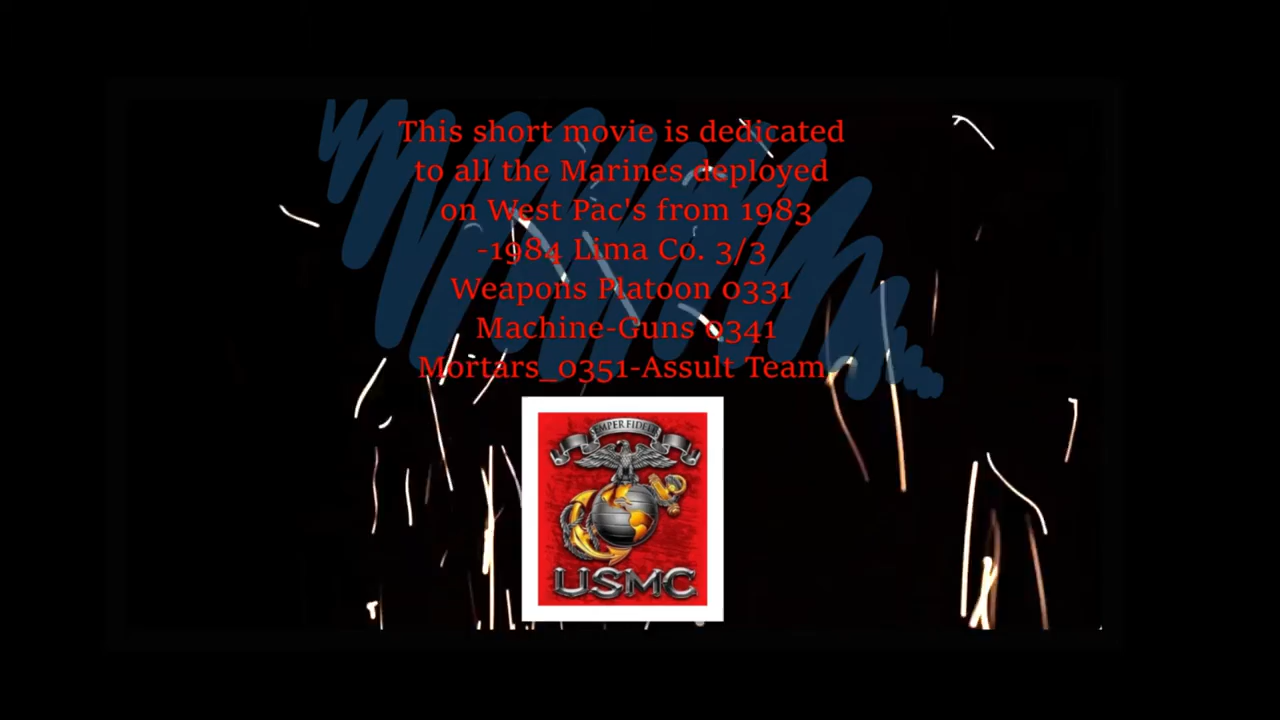 This short movie is dedicated
to all the Marines deployed
on West Pac's from 1983
-1984 Lima Co. 3/3
Weapons Platoon 0331
Machine-Guns 0341
Mortars_0351-Assult Team
SEMPER FIDELIS
USMC